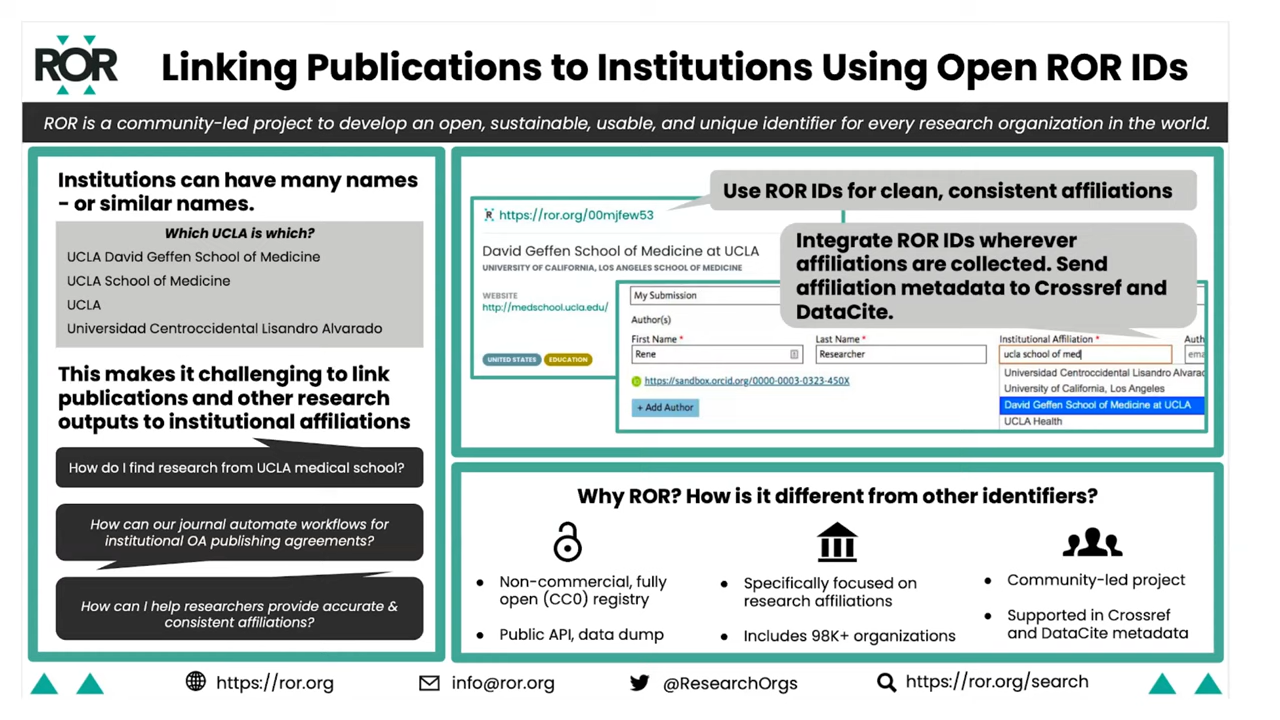 ROR
Linking Publications to Institutions Using Open ROR IDs
ROR is a community-led project to develop an open, sustainable, usable, and unique identifier for every research organization in the world.
Institutions can have many names
- or similar names.
Which UCLA is which?
UCLA David Geffen School of Medicine
UCLA School of Medicine
UCLA
Universidad Centroccidental Lisandro Alvarado
This makes it challenging to link
publications and other research
outputs to institutional affiliations
How do I find research from UCLA medical school?
How can our journal automate workflows for
institutional OA publishing agreements?
How can I help researchers provide accurate &
consistent affiliations?
Use ROR IDs for clean, consistent affiliations
https://ror.org/00mjfew53
David Geffen School of Medicine at UCLA
UNIVERSITY OF CALIFORNIA, LOS ANGELES SCHOOL OF MEDICINE
WEBSITE
http://medschool.ucla.edu/
UNITED STATES EDUCATION
Integrate ROR IDs wherever
affiliations are collected. Send
affiliation metadata to Crossref and
DataCite.
My Submission
Author(s)
First Name * Last Name * Institutional Affiliation * Auth
Rene Researcher ucla school of med ema
https://sandbox.orcid.org/0000-0003-0323-450X
+ Add Author
Universidad Centroccidental Lisandro Alvarad
University of California, Los Angeles
David Geffen School of Medicine at UCLA
UCLA Health
Why ROR? How is it different from other identifiers?
• Non-commercial, fully
open (CC0) registry
• Public API, data dump
• Specifically focused on
research affiliations
• Includes 98K+ organizations
• Community-led project
• Supported in Crossref
and DataCite metadata
https://ror.org info@ror.org @ResearchOrgs https://ror.org/search